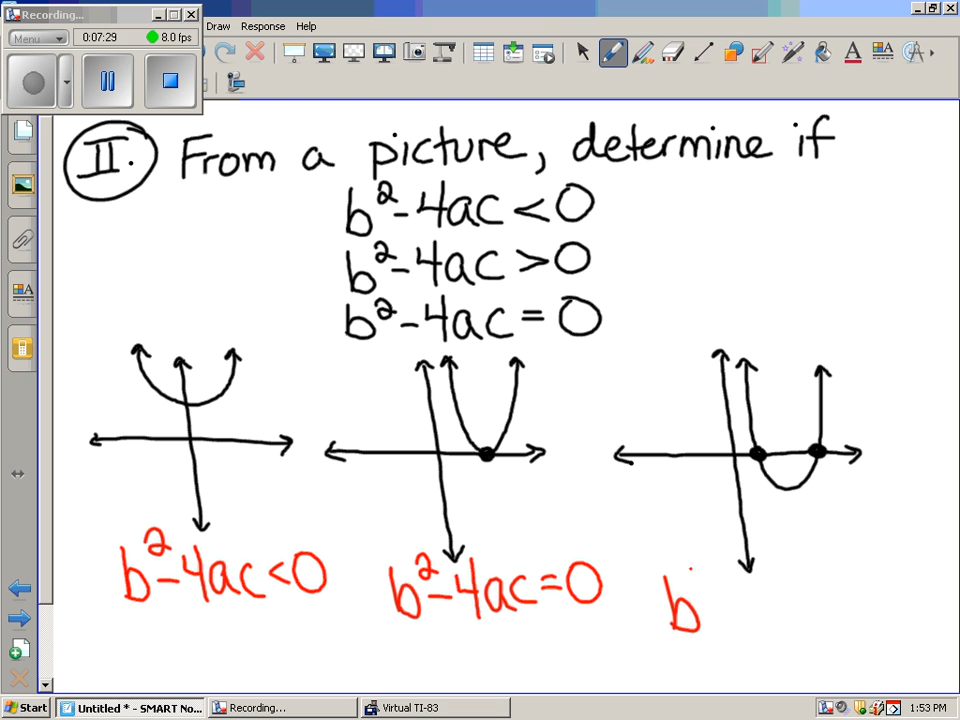 Recording...
Menu
0:07:29
8.0 fps
Draw Response Help
II. From a picture, determine if
b²-4ac<0
b²-4ac>0
b²-4ac=0
b²-4ac<0 b²-4ac=0 b
Start Untitled * - SMART No... Recording... Virtual TI-83 1:53 PM